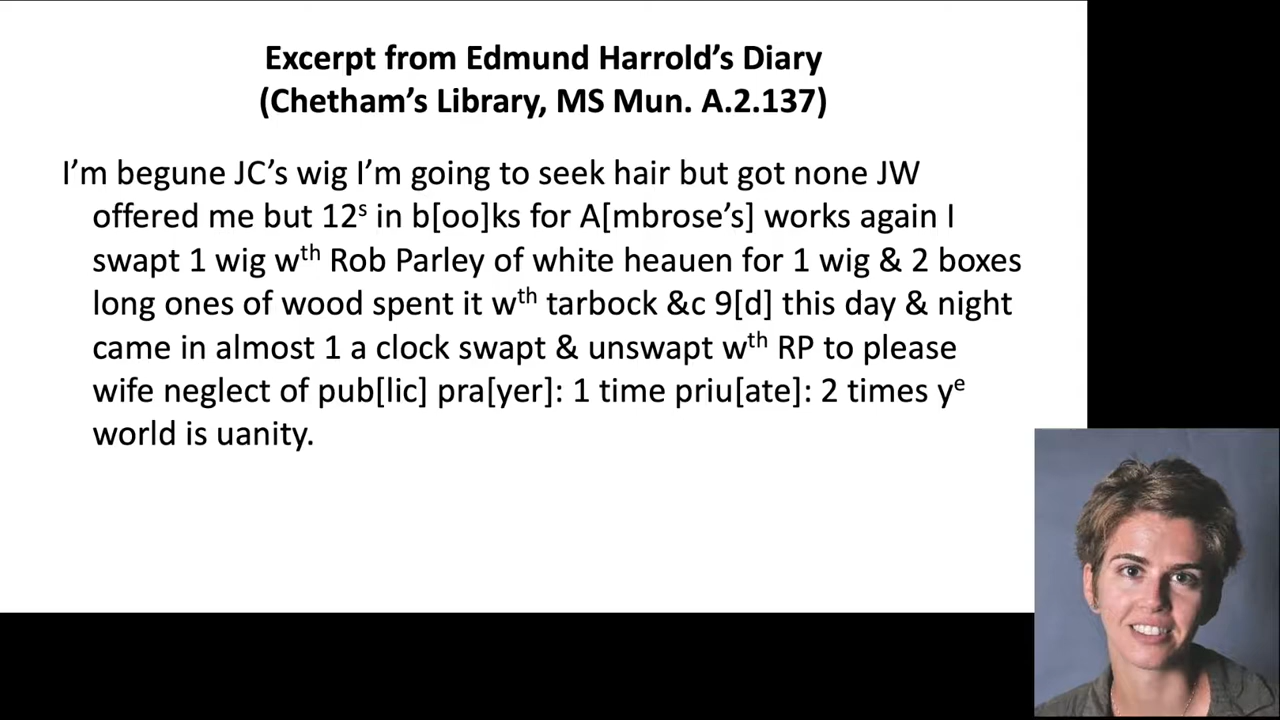 Excerpt from Edmund Harrold’s Diary
(Chetham’s Library, MS Mun. A.2.137)
I’m begune JC’s wig I’m going to seek hair but got none JW
offered me but 12ˢ in b[oo]ks for A[mbrose’s] works again I
swapt 1 wig wᵗʰ Rob Parley of white heauen for 1 wig & 2 boxes
long ones of wood spent it wᵗʰ tarbock &c 9[d] this day & night
came in almost 1 a clock swapt & unswapt wᵗʰ RP to please
wife neglect of pub[lic] pra[yer]: 1 time priu[ate]: 2 times yᵉ
world is uanity.